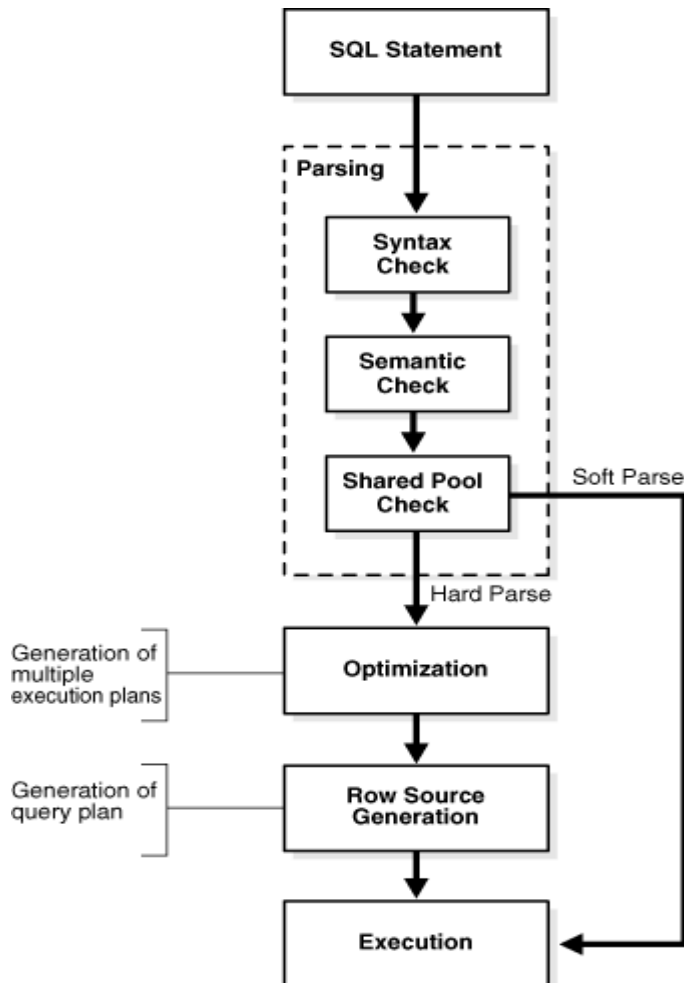 SQL Statement
Parsing
Syntax
Check
Semantic
Check
Shared Pool
Check
Soft Parse
Hard Parse
Generation of
multiple
execution plans
Optimization
Generation of
query plan
Row Source
Generation
Execution